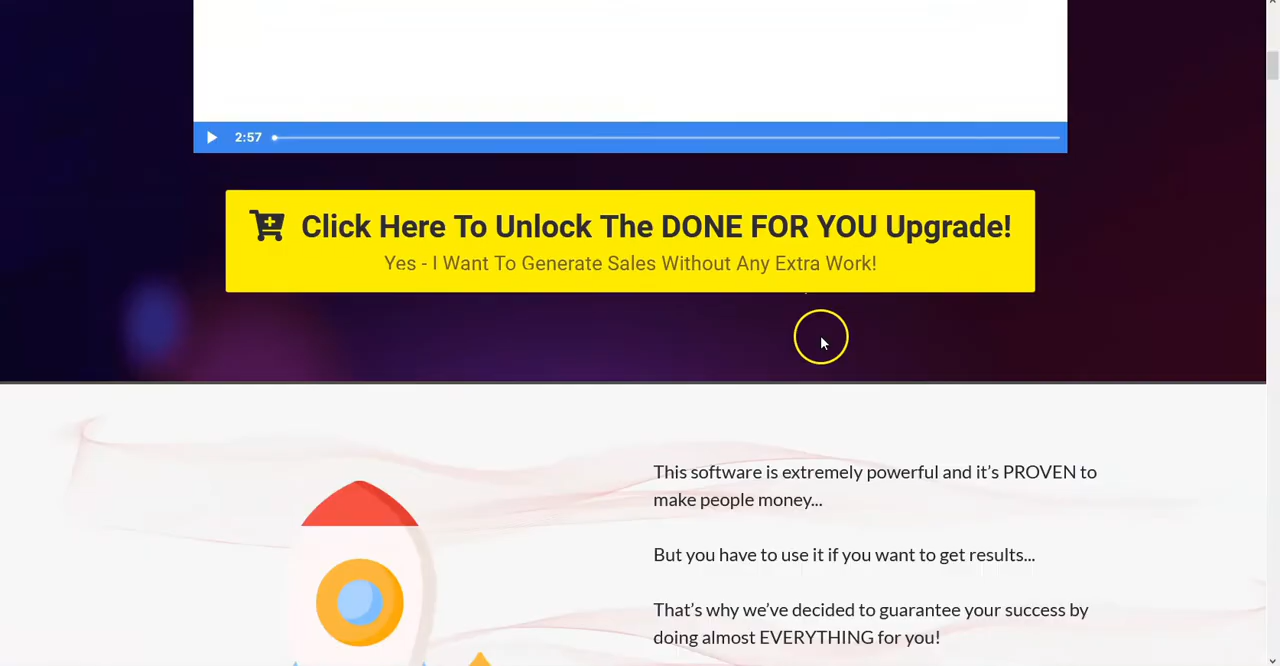 2:57
Click Here To Unlock The DONE FOR YOU Upgrade!
Yes - I Want To Generate Sales Without Any Extra Work!
This software is extremely powerful and it's PROVEN to
make people money...
But you have to use it if you want to get results...
That's why we've decided to guarantee your success by
doing almost EVERYTHING for you!